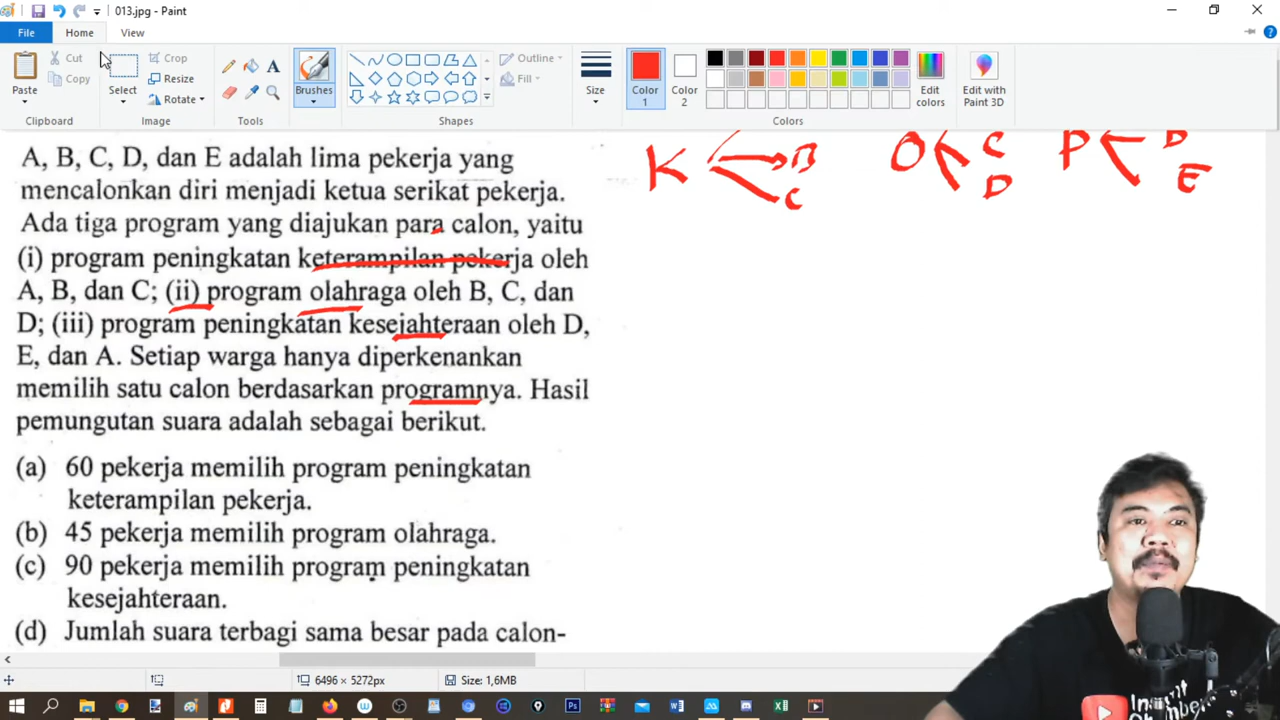 013.jpg - Paint
File Home View
Paste
Cut
Copy
Clipboard
Select
Crop
Resize
Rotate
Image
Tools
Brushes
Shapes
Outline
Fill
Size
Color 1
Color 2
Colors
Edit colors
Edit with Paint 3D
A, B, C, D, dan E adalah lima pekerja yang
mencalonkan diri menjadi ketua serikat pekerja.
Ada tiga program yang diajukan para calon, yaitu
(i) program peningkatan keterampilan pekerja oleh
A, B, dan C; (ii) program olahraga oleh B, C, dan
D; (iii) program peningkatan kesejahteraan oleh D,
E, dan A. Setiap warga hanya diperkenankan
memilih satu calon berdasarkan programnya. Hasil
pemungutan suara adalah sebagai berikut.
(a) 60 pekerja memilih program peningkatan
keterampilan pekerja.
(b) 45 pekerja memilih program olahraga.
(c) 90 pekerja memilih program peningkatan
kesejahteraan.
(d) Jumlah suara terbagi sama besar pada calon-
K B C
O C D
P D E
6496 × 5272px
Size: 1,6MB
Instant